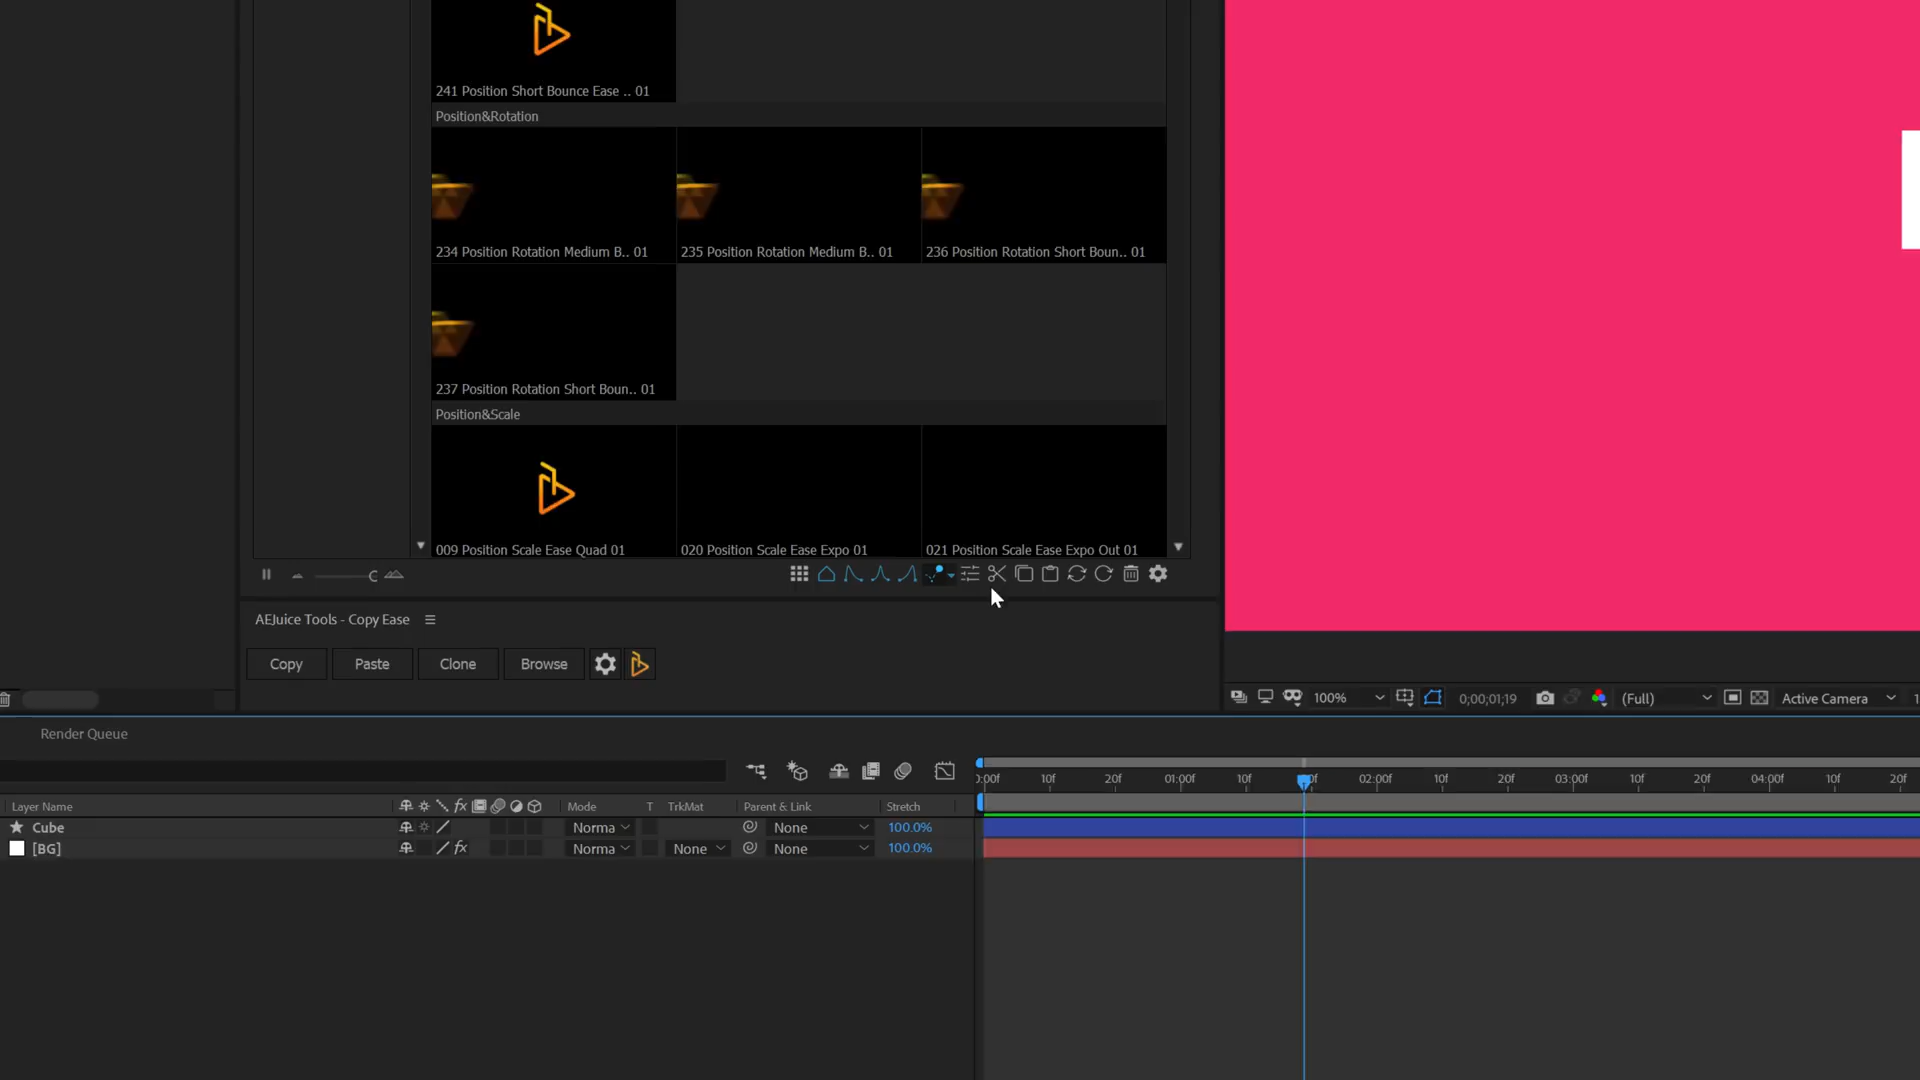 241 Position Short Bounce Ease .. 01
Position&Rotation
234 Position Rotation Medium B.. 01
235 Position Rotation Medium B.. 01
236 Position Rotation Short Boun.. 01
237 Position Rotation Short Boun.. 01
Position&Scale
009 Position Scale Ease Quad 01
020 Position Scale Ease Expo 01
021 Position Scale Ease Expo Out 01
AEJuice Tools - Copy Ease
Copy
Paste
Clone
Browse
100%
0;00;01;19
(Full)
Active Camera
1
Render Queue
0:00f
10f
20f
01:00f
10f
02:00f
10f
20f
03:00f
10f
20f
04:00f
10f
20f
Layer Name
fx
Mode
T
TrkMat
Parent & Link
Stretch
Cube
Norma
None
100.0%
[BG]
fx
Norma
None
None
100.0%